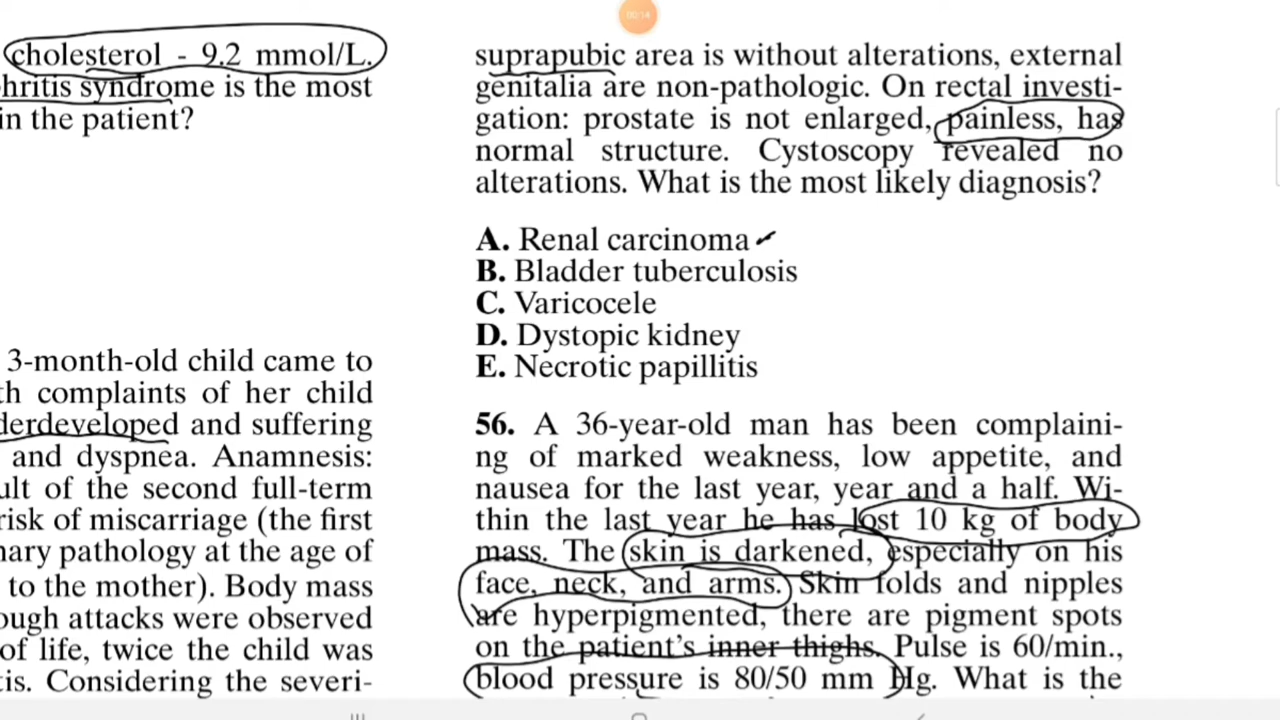 00:14
cholesterol - 9.2 mmol/L.
hritis syndrome is the most
in the patient?
3-month-old child came to
th complaints of her child
derdeveloped and suffering
and dyspnea. Anamnesis:
ult of the second full-term
risk of miscarriage (the first
nary pathology at the age of
to the mother). Body mass
ough attacks were observed
of life, twice the child was
tis. Considering the severi-
suprapubic area is without alterations, external
genitalia are non-pathologic. On rectal investi-
gation: prostate is not enlarged, painless, has
normal structure. Cystoscopy revealed no
alterations. What is the most likely diagnosis?
A. Renal carcinoma
B. Bladder tuberculosis
C. Varicocele
D. Dystopic kidney
E. Necrotic papillitis
56. A 36-year-old man has been complaini-
ng of marked weakness, low appetite, and
nausea for the last year, year and a half. Wi-
thin the last year he has lost 10 kg of body
mass. The skin is darkened, especially on his
face, neck, and arms. Skin folds and nipples
are hyperpigmented, there are pigment spots
on the patient's inner thighs. Pulse is 60/min.,
blood pressure is 80/50 mm Hg. What is the